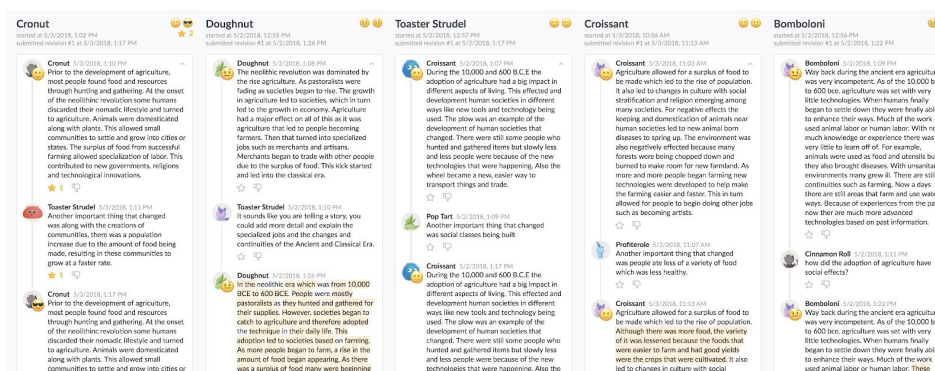 Cronut
started at 5/3/2018, 1:02 PM
submitted revision #1 at 5/3/2018, 1:17 PM
2
Cronut 5/3/2018, 1:10 PM
Prior to the development of agriculture,
most people found food and resources
through hunting and gathering. At the onset
of the neolithinc revolution some humans
discarded their nomadic lifestyle and turned
to agriculture. Animals were domesticated
along with plants. This allowed small
communities to settle and grow into cities or
states. The surplus of food from successful
farming allowed specialization of labor. This
contributed to new governments, religions
and technological innovations.
1
Toaster Strudel 5/3/2018, 1:11 PM
Another important thing that changed
was along with the creations of
communities, there was a population
increase due to the amount of food being
made, resulting in these communities to
grow at a faster rate.
1
Cronut 5/3/2018, 1:17 PM
Prior to the development of agriculture,
most people found food and resources
through hunting and gathering. At the onset
of the neolithinc revolution some humans
discarded their nomadic lifestyle and turned
to agriculture. Animals were domesticated
along with plants. This allowed small
communities to settle and grow into cities or
Doughnut
started at 5/2/2018, 12:55 PM
submitted revision #1 at 5/2/2018, 1:26 PM
Doughnut 5/2/2018, 1:08 PM
The neolithic revolution was dominated by
the rise agriculture. As pastoralists were
fading as societies began to rise. The growth
in agriculture led to societies, which in turn
led to the growth in economy. Agriculture
had a major effect on all of this as it was
agriculture that led to people becoming
farmers. Then that turned into specialized
jobs such as merchants and artisans.
Merchants began to trade with other people
due to the surplus of food. This kick started
and led into the classical era.
Toaster Strudel 5/2/2018, 1:10 PM
It sounds like you are telling a story, you
could add more detail and explain the
specialized jobs and the changes and
continuities of the Ancient and Classical Era.
Doughnut 5/2/2018, 1:26 PM
In the neolithic era which was from 10,000
BCE to 600 BCE. People were mostly
pastoralists as they hunted and gathered for
their supplies. However, societies began to
catch to agriculture and therefore adopted
the technique in their daily life. This
adoption led to societies based on farming.
As more people began to farm, a rise in the
amount of food began appearing. As there
was a surplus of food many were beginning
Toaster Strudel
started at 5/2/2018, 12:57 PM
submitted revision #1 at 5/2/2018, 1:17 PM
Croissant 5/2/2018, 1:07 PM
During the 10,000 and 600 B.C.E the
adoption of agriculture had a big impact in
different aspects of living. This effected and
development human societies in different
ways like new tools and technology being
used. The plow was an example of the
development of human societies that
changed. There were still some people who
hunted and gathered items but slowly less
and less people were because of the new
technologies that were happening. Also the
wheel became a new, easier way to
transport things and trade.
Pop Tart 5/2/2018, 1:09 PM
Another important thing that changed
was social classes being built
Croissant 5/2/2018, 1:17 PM
During the 10,000 and 600 B.C.E the
adoption of agriculture had a big impact in
different aspects of living. This effected and
development human societies in different
ways like new tools and technology being
used. The plow was an example of the
development of human societies that
changed. There were still some people who
hunted and gathered items but slowly less
and less people were because of the new
technologies that were happening. Also the
Croissant
started at 5/3/2018, 10:56 AM
submitted revision #1 at 5/3/2018, 11:13 AM
Croissant 5/3/2018, 11:03 AM
Agriculture allowed for a surplus of food to
be made which led to the rise of population.
It also led to changes in culture with social
stratification and religion emerging among
many societies. For negative effects the
keeping and domestication of animals near
human societies led to new animal born
diseases to spring up. The environment was
also negatively effected because many
forests were being chopped down and
burned to make room for new farmland. As
more and more people began farming new
technologies were developed to help make
the farming easier and faster. This in turn
allowed for people to begin doing other jobs
such as becoming artists.
Profiterole 5/3/2018, 11:07 AM
Another important thing that changed
was people ate less of a variety of food
which was less healthy.
Croissant 5/3/2018, 11:13 AM
Agriculture allowed for a surplus of food to
be made which led to the rise of population.
Although there was more food, the variety
of it was lessened because the foods that
were easier to farm and had good yields
were the crops that were cultivated. It also
led to changes in culture with social
Bomboloni
started at 5/2/2018, 12:56 PM
submitted revision #1 at 5/2/2018, 1:22 PM
Bomboloni 5/2/2018, 1:09 PM
Way back during the ancient era agricultu
was very incompetent. As of the 10,000 b
to 600 bce. agriculture was set with very
little technologies. When humans finally
began to settle down they were finally abl
to enhance their ways. Much of the work
used animal labor or human labor. With no
much knowledge or experience there was
very little to learn off of. For example,
animals were used as food and utensils bu
they also brought diseases. With unsanitar
environments many grew ill. There are still
continuities such as farming. Now a days
there are still areas that farm and use wate
ways. Because of experiences from the pa
now ther are much more advanced
technologies based on past information.
Cinnamon Roll 5/2/2018, 1:11 PM
how did the adoption of agriculture have
social effects?
Bomboloni 5/2/2018, 1:22 PM
Way back during the ancient era agricultu
was very incompetent. As of the 10,000 b
to 600 bce. agriculture was set with very
little technologies. When humans finally
began to settle down they were finally abl
to enhance their ways. Much of the work
used animal labor or human labor. These